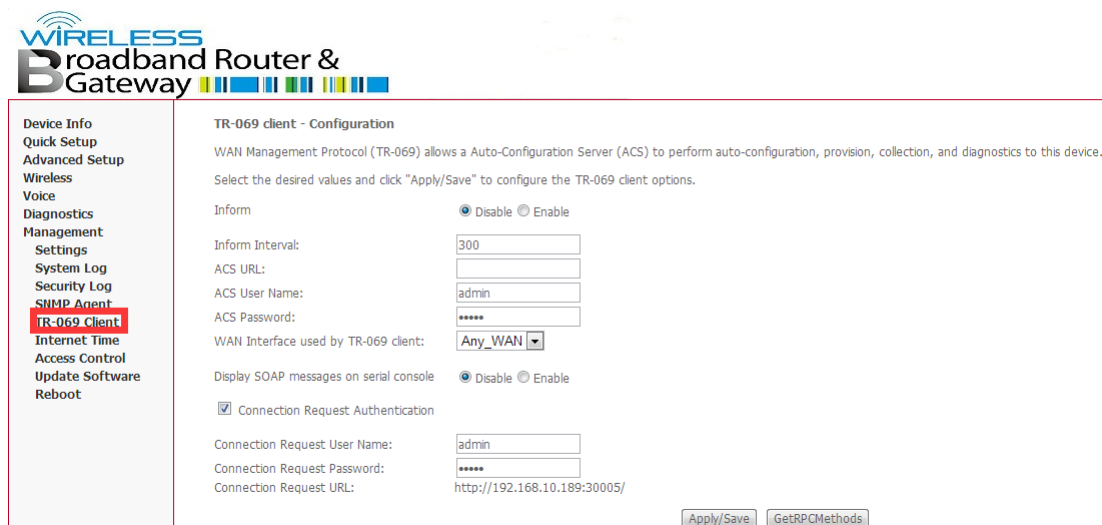 WIRELESS
Broadband Router &
Gateway
Device Info
Quick Setup
Advanced Setup
Wireless
Voice
Diagnostics
Management
Settings
System Log
Security Log
SNMP Agent
TR-069 Client
Internet Time
Access Control
Update Software
Reboot
TR-069 client - Configuration
WAN Management Protocol (TR-069) allows a Auto-Configuration Server (ACS) to perform auto-configuration, provision, collection, and diagnostics to this device.
Select the desired values and click "Apply/Save" to configure the TR-069 client options.
Inform Disable Enable
Inform Interval: 300
ACS URL:
ACS User Name: admin
ACS Password: •••••
WAN Interface used by TR-069 client: Any_WAN
Display SOAP messages on serial console Disable Enable
Connection Request Authentication
Connection Request User Name: admin
Connection Request Password: •••••
Connection Request URL: http://192.168.10.189:30005/
Apply/Save GetRPCMethods